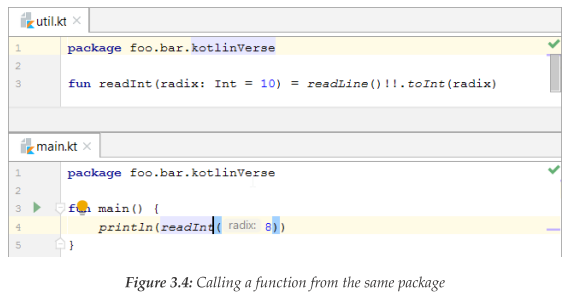 util.kt
1 package foo.bar.kotlinVerse
2
3 fun readInt(radix: Int = 10) = readLine()!!.toInt(radix)
main.kt
1 package foo.bar.kotlinVerse
2
3 fun main() {
4 println(readInt( radix: 8))
5 }
Figure 3.4: Calling a function from the same package